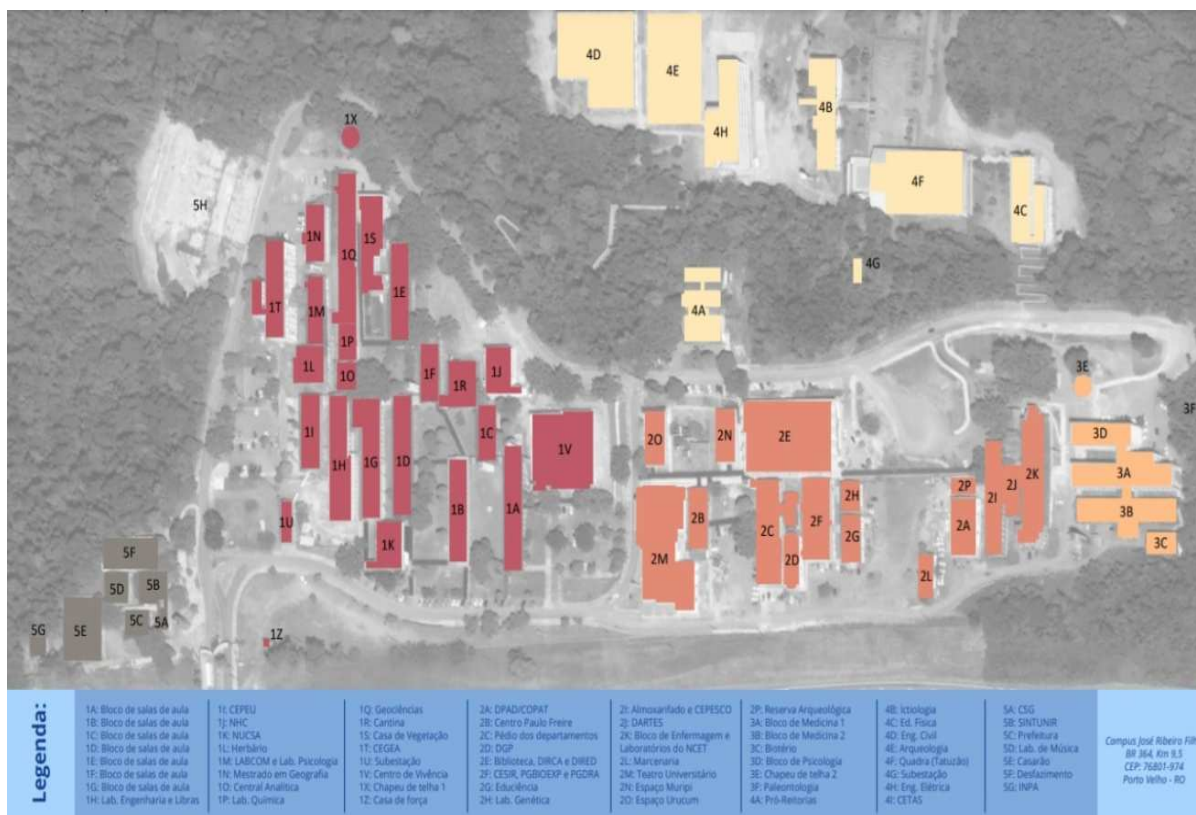 4D
4E
4B
4H
1X
4F
5H
4C
1N
1S
1Q
4G
1E
1T
1M
4A
1P
1L
1O
1F
1R
1J
3E
3F
1I
1C
2O
2N
2E
3D
1H
1G
1D
1V
2K
3A
2P
2J
2I
2H
1B
1A
2B
2C
2F
3B
1U
2A
2G
3C
1K
2M
2D
5F
2L
5D
5B
5C
5A
5G
5E
1Z
Legenda:
1A: Bloco de salas de aula
1B: Bloco de salas de aula
1C: Bloco de salas de aula
1D: Bloco de salas de aula
1E: Bloco de salas de aula
1F: Bloco de salas de aula
1G: Bloco de salas de aula
1H: Lab. Engenharia e Libras
1I: CEPEU
1J: NHC
1K: NUCSA
1L: Herbário
1M: LABCOM e Lab. Psicologia
1N: Mestrado em Geografia
1O: Central Analítica
1P: Lab. Química
1Q: Geociências
1R: Cantina
1S: Casa de Vegetação
1T: CEGEA
1U: Subestação
1V: Centro de Vivência
1X: Chapeu de telha 1
1Z: Casa de força
2A: DPAD/COPAT
2B: Centro Paulo Freire
2C: Pédio dos departamentos
2D: DGP
2E: Biblioteca, DIRCA e DIRED
2F: CESIR, PGBIOEXP e PGDRA
2G: Educiência
2H: Lab. Genética
2I: Almoxarifado e CEPESCO
2J: DARTES
2K: Bloco de Enfermagem e
Laboratórios do NCET
2L: Marcenaria
2M: Teatro Universitário
2N: Espaço Muripi
2O: Espaço Urucum
2P: Reserva Arqueológica
3A: Bloco de Medicina 1
3B: Bloco de Medicina 2
3C: Biotério
3D: Bloco de Psicologia
3E: Chapeu de telha 2
3F: Paleontologia
4A: Pró-Reitorias
4B: Ictiologia
4C: Ed. Física
4D: Eng. Civil
4E: Arqueologia
4F: Quadra (Tatuzão)
4G: Subestação
4H: Eng. Elétrica
4I: CETAS
5A: CSG
5B: SINTUNIR
5C: Prefeitura
5D: Lab. de Música
5E: Casarão
5F: Desfazimento
5G: INPA
Campus José Ribeiro Filh
BR 364, Km 9,5
CEP: 76801-974
Porto Velho - RO